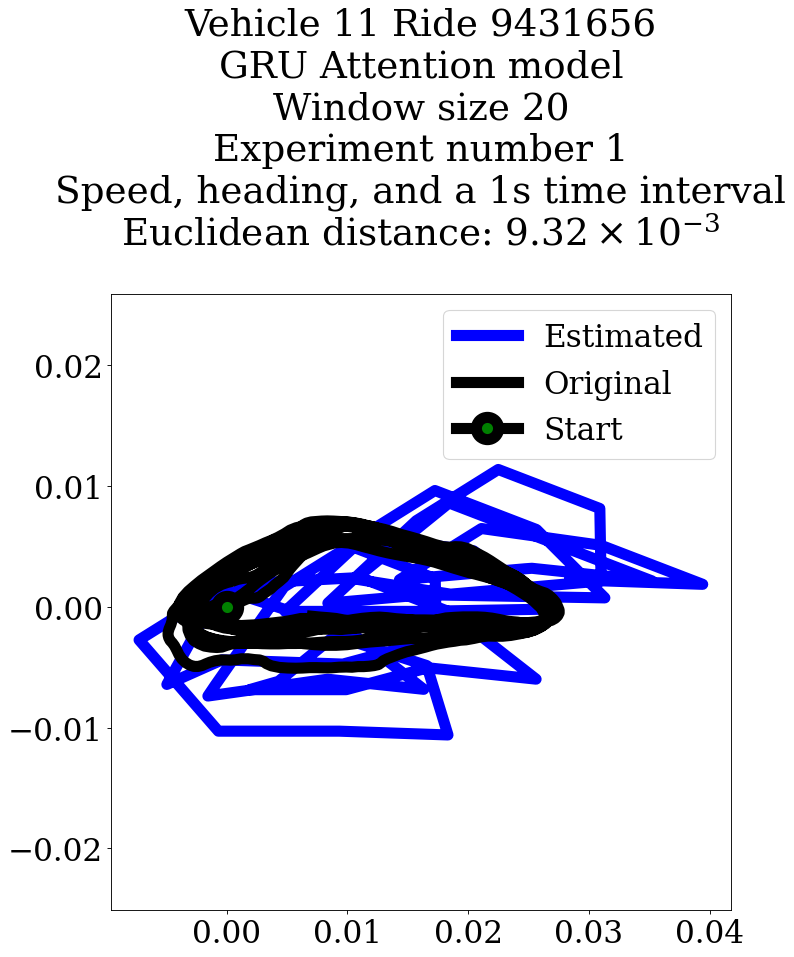 Vehicle 11 Ride 9431656
GRU Attention model
Window size 20
Experiment number 1
Speed, heading, and a 1s time interval
Euclidean distance: 9.32 × 10⁻³
Estimated
Original
Start
0.02
0.01
0.00
−0.01
−0.02
0.00 0.01 0.02 0.03 0.04